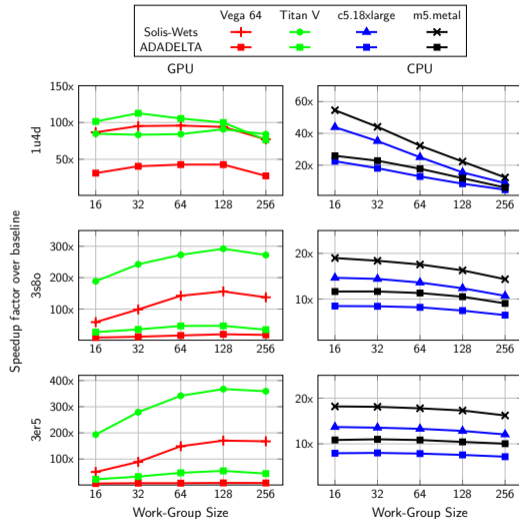 Vega 64 Titan V c5.18xlarge m5.metal
Solis-Wets
ADADELTA
GPU CPU
Speedup factor over baseline
1u4d
150x
100x
50x
16 32 64 128 256
60x
40x
20x
16 32 64 128 256
3s8o
300x
200x
100x
16 32 64 128 256
20x
10x
16 32 64 128 256
3er5
400x
300x
200x
100x
16 32 64 128 256
20x
10x
16 32 64 128 256
Work-Group Size Work-Group Size